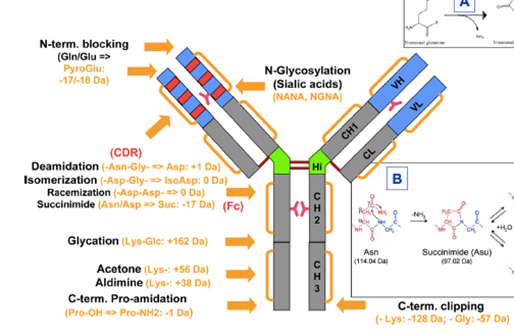 A
N-terminal glutamine
NH₃
N-term. blocking
(Gln/Glu =>
PyroGlu:
-17/-18 Da)
N-Glycosylation
(Sialic acids)
(NANA, NGNA)
VH
VL
CH1
CL
(CDR)
Deamidation (-Asn-Gly- => Asp: +1 Da)
Isomerization (-Asp-Gly- => IsoAsp: 0 Da)
Racemization (-Asp-Asp- => 0 Da)
Succinimide (Asn/Asp => Suc: -17 Da)
(Fc)
Hi
CH2
CH3
Glycation (Lys-Glc: +162 Da)
Acetone (Lys-: +56 Da)
Aldimine (Lys-: +38 Da)
C-term. Pro-amidation
(Pro-OH => Pro-NH2: -1 Da)
C-term. clipping
(- Lys: -128 Da; - Gly: -57 Da)
B
-NH₃
+H₂O
Asn
(114.04 Da)
Succinimide (Asu)
(97.02 Da)